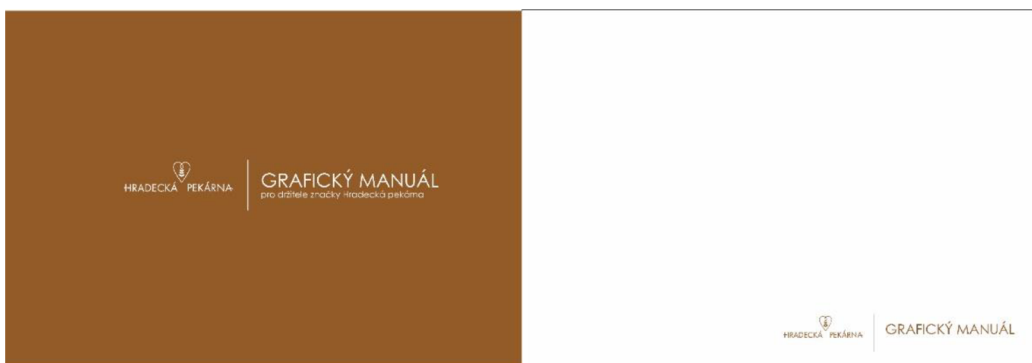 HRADECKÁ PEKÁRNA
GRAFICKÝ MANUÁL
pro držitele značky Hradecká pekárna
HRADECKÁ PEKÁRNA
GRAFICKÝ MANUÁL